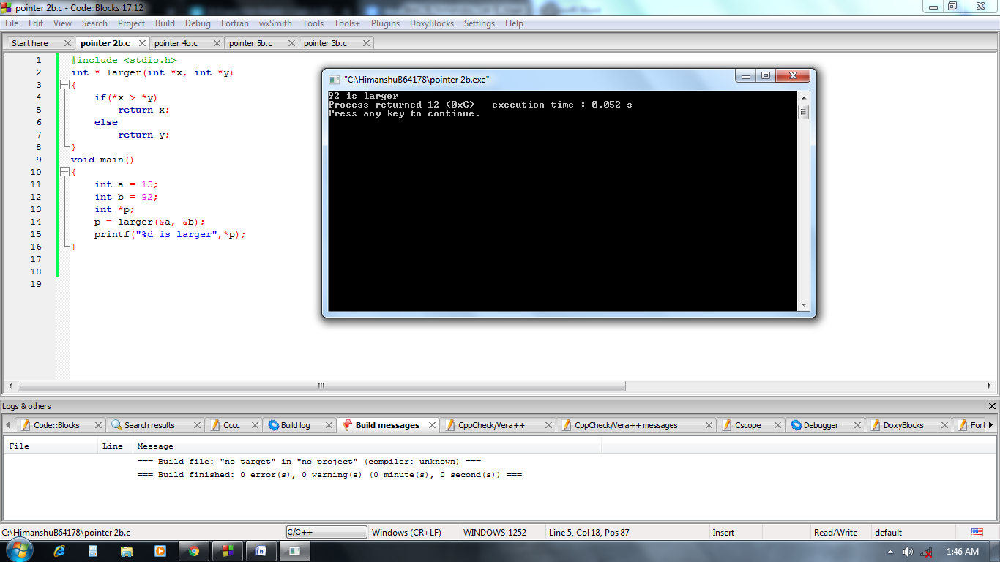 pointer 2b.c - Code::Blocks 17.12
File Edit View Search Project Build Debug Fortran wxSmith Tools Tools+ Plugins DoxyBlocks Settings Help
Start here pointer 2b.c pointer 4b.c pointer 5b.c pointer 3b.c
1 #include <stdio.h>
2 int * larger(int *x, int *y)
3 {
4 if(*x > *y)
5 return x;
6 else
7 return y;
8 }
9 void main()
10 {
11 int a = 15;
12 int b = 92;
13 int *p;
14 p = larger(&a, &b);
15 printf("%d is larger",*p);
16 }
17
18
19
"C:\HimanshuB64178\pointer 2b.exe"
92 is larger
Process returned 12 (0xC) execution time : 0.052 s
Press any key to continue.
Logs & others
Code::Blocks Search results Cccc Build log Build messages CppCheck/Vera++ CppCheck/Vera++ messages Cscope Debugger DoxyBlocks Fort
File Line Message
=== Build file: "no target" in "no project" (compiler: unknown) ===
=== Build finished: 0 error(s), 0 warning(s) (0 minute(s), 0 second(s)) ===
C:\HimanshuB64178\pointer 2b.c C/C++ Windows (CR+LF) WINDOWS-1252 Line 5, Col 18, Pos 87 Insert Read/Write default
1:46 AM